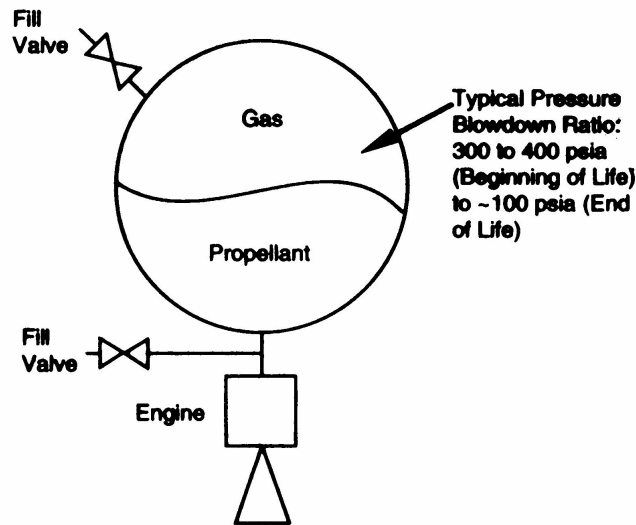 Fill
Valve
Gas
Typical Pressure
Blowdown Ratio:
300 to 400 psia
(Beginning of Life)
to ~100 psia (End
of Life)
Propellant
Fill
Valve
Engine